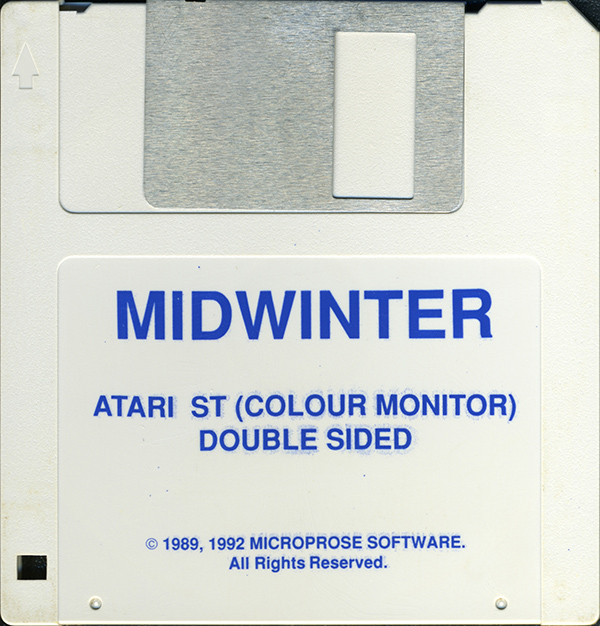 MIDWINTER
ATARI ST (COLOUR MONITOR)
DOUBLE SIDED
© 1989, 1992 MICROPROSE SOFTWARE.
All Rights Reserved.